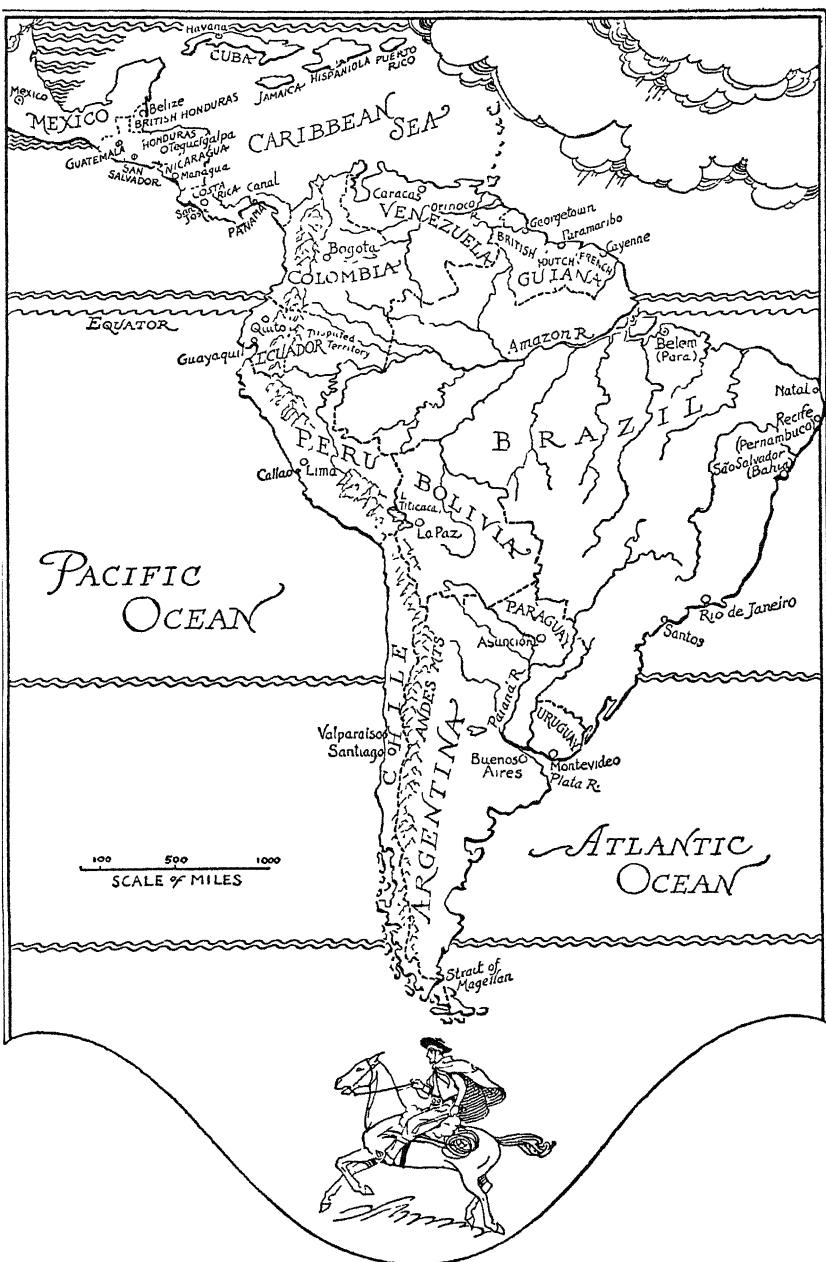 Havana
CUBA
HISPANIOLA
PUERTO
RICO
JAMAICA
Mexico
MEXICO
Belize
BRITISH HONDURAS
HONDURAS
Tegucigalpa
GUATEMALA
SAN
SALVADOR
NICARAGUA
Managua
COSTA
RICA
Canal
San
Jose
PANAMA
CARIBBEAN
SEA
Caracas
Orinoco
VENEZUELA
Georgetown
Paramaribo
Cayenne
BRITISH
DUTCH
FRENCH
GUIANA
Bogota
COLOMBIA
EQUATOR
Quito
Disputed
Territory
Guayaquil
ECUADOR
Amazon R.
Belem
(Para)
Natal
Recife
(Pernambuco)
São Salvador
(Bahia)
BRAZIL
PERU
Callao
Lima
BOLIVIA
L.
Titicaca
La Paz
PACIFIC
OCEAN
PARAGUAY
Asuncion
Rio de Janeiro
Santos
CHILE
ANDES MTS
Paraná R.
URUGUAY
Valparaiso
Santiago
ARGENTINA
Buenos
Aires
Montevideo
Plata R.
100 500 1000
SCALE of MILES
ATLANTIC
OCEAN
Strait of
Magellan